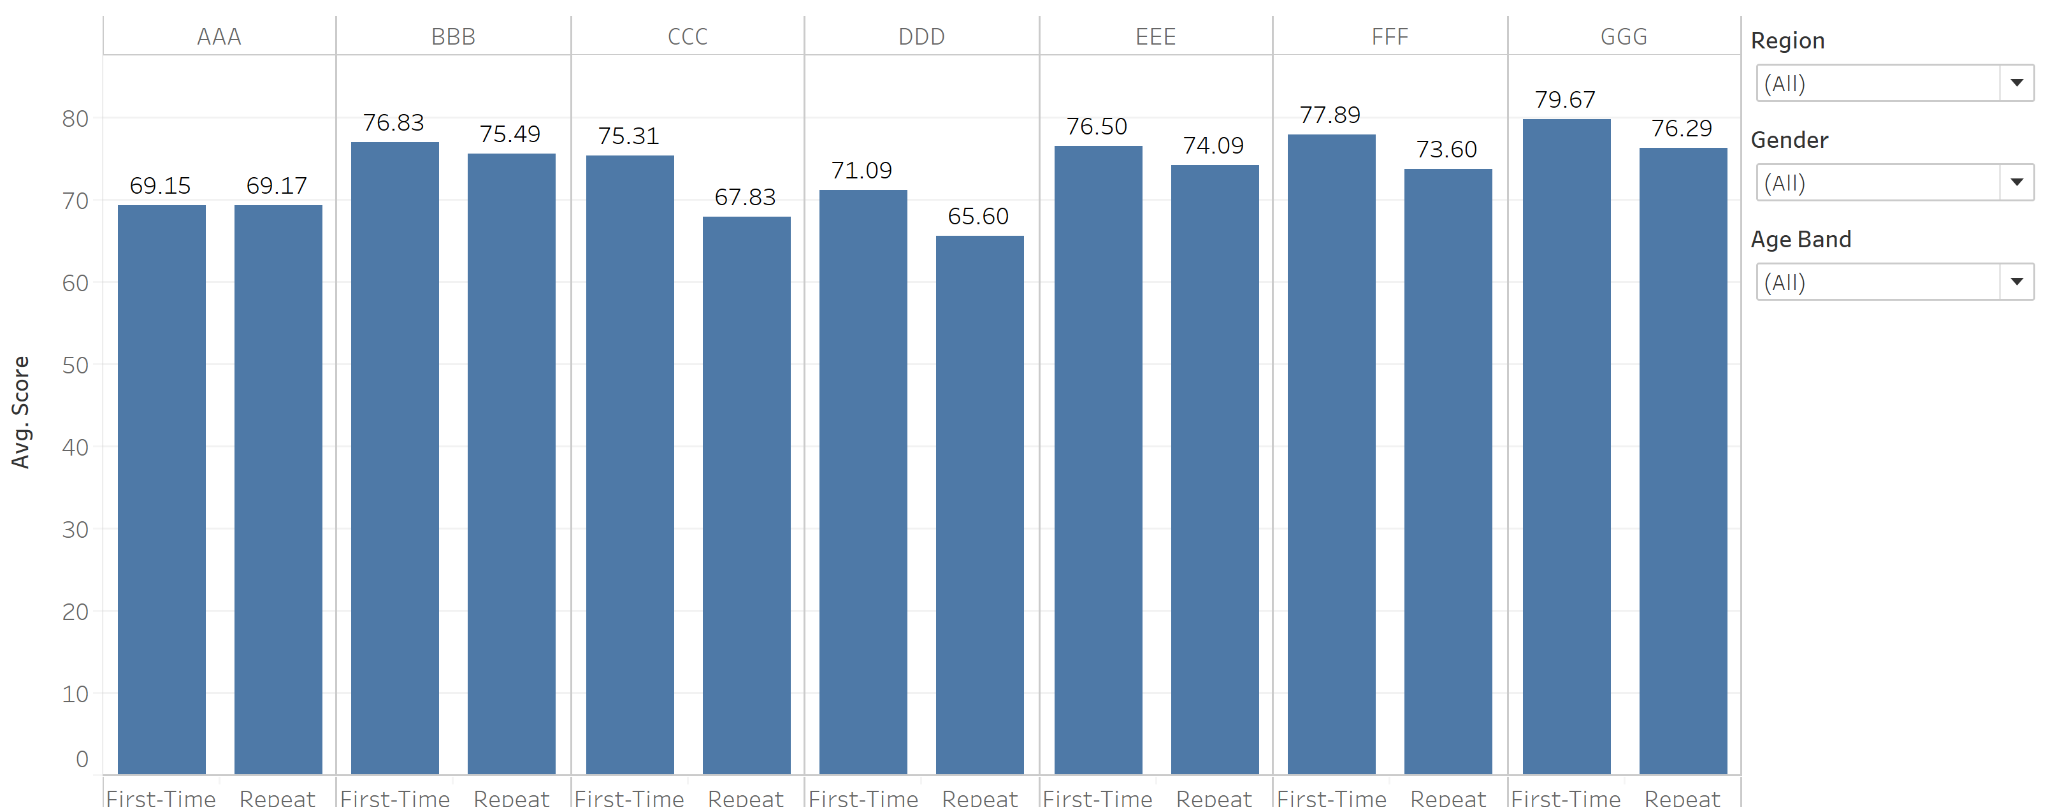 AAA BBB CCC DDD EEE FFF GGG
Region
(All)
Gender
(All)
Age Band
(All)
Avg. Score
80
70
60
50
40
30
20
10
0
69.15 69.17 76.83 75.49 75.31 67.83 71.09 65.60 76.50 74.09 77.89 73.60 79.67 76.29
First-Time Repeat First-Time Repeat First-Time Repeat First-Time Repeat First-Time Repeat First-Time Repeat First-Time Repeat